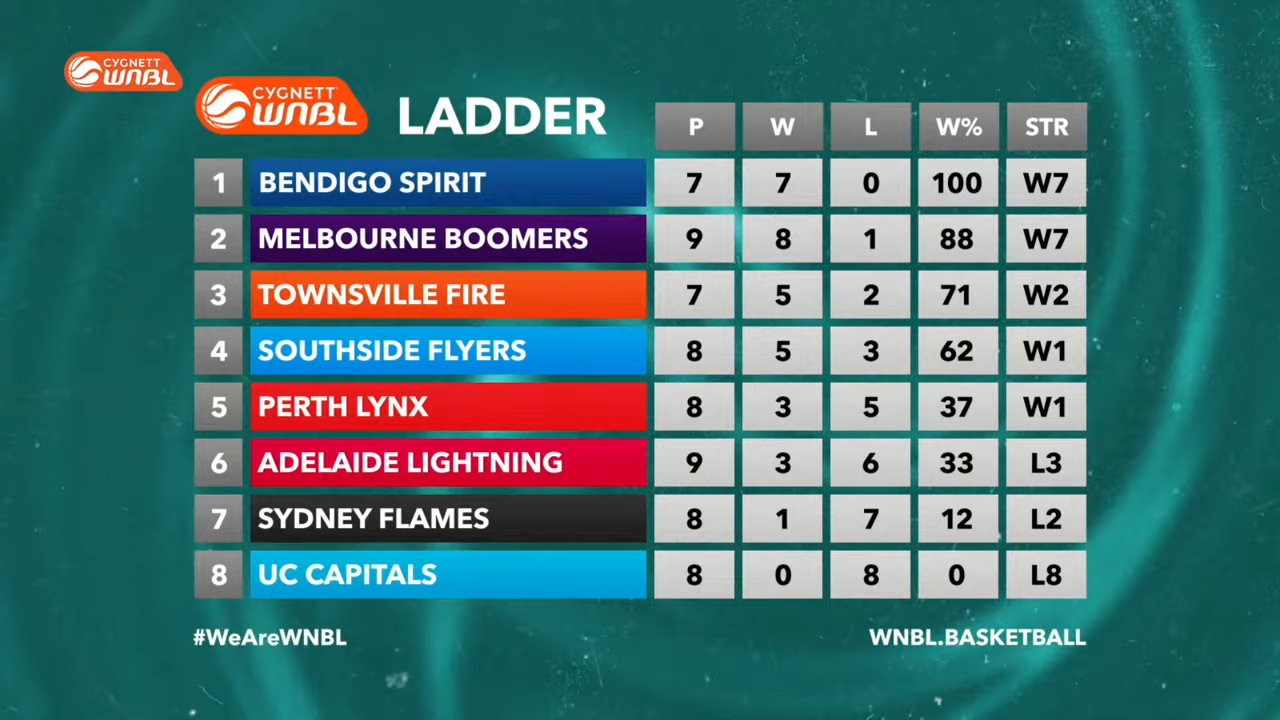 CYGNETT
WNBL
CYGNETT
WNBL
LADDER P W L W% STR
1 BENDIGO SPIRIT 7 7 0 100 W7
2 MELBOURNE BOOMERS 9 8 1 88 W7
3 TOWNSVILLE FIRE 7 5 2 71 W2
4 SOUTHSIDE FLYERS 8 5 3 62 W1
5 PERTH LYNX 8 3 5 37 W1
6 ADELAIDE LIGHTNING 9 3 6 33 L3
7 SYDNEY FLAMES 8 1 7 12 L2
8 UC CAPITALS 8 0 8 0 L8
#WeAreWNBL WNBL.BASKETBALL